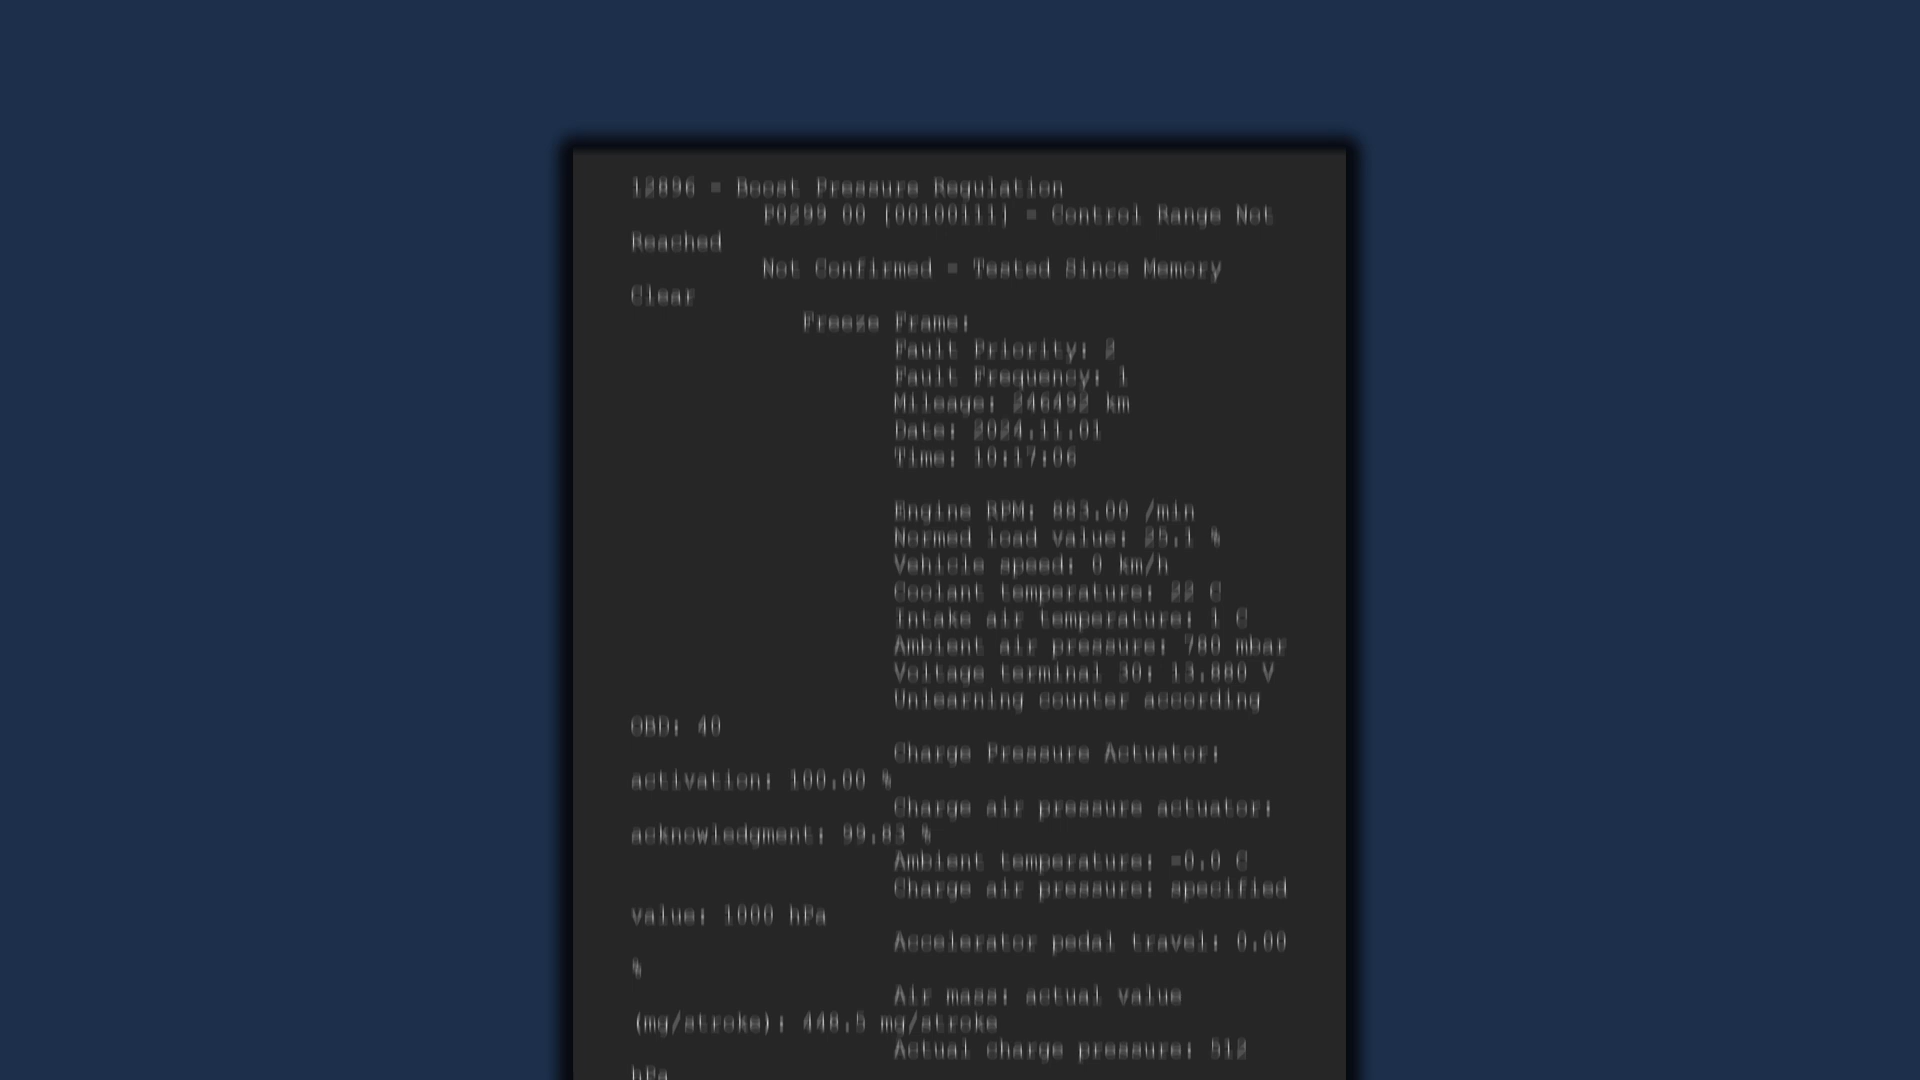 12896 - Boost Pressure Regulation
P0299 00 [00100111] - Control Range Not
Reached
Not Confirmed - Tested Since Memory
Clear
Freeze Frame:
Fault Priority: 2
Fault Frequency: 1
Mileage: 246492 km
Date: 2024.11.01
Time: 10:17:06
Engine RPM: 883.00 /min
Normed load value: 25.1 %
Vehicle speed: 0 km/h
Coolant temperature: 22 C
Intake air temperature: 1 C
Ambient air pressure: 780 mbar
Voltage terminal 30: 13.880 V
Unlearning counter according
OBD: 40
Charge Pressure Actuator:
activation: 100.00 %
Charge air pressure actuator:
acknowledgment: 99.83 %
Ambient temperature: -0.0 C
Charge air pressure: specified
value: 1000 hPa
Accelerator pedal travel: 0.00
%
Air mass: actual value
(mg/stroke): 448.5 mg/stroke
Actual charge pressure: 512
hPa